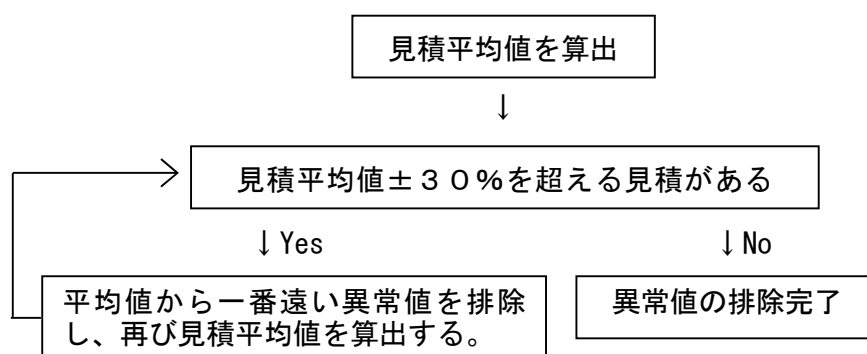 見積平均値を算出
↓
見積平均値±３０%を超える見積がある
↓Yes
↓No
平均値から一番遠い異常値を排除
し、再び見積平均値を算出する。
異常値の排除完了